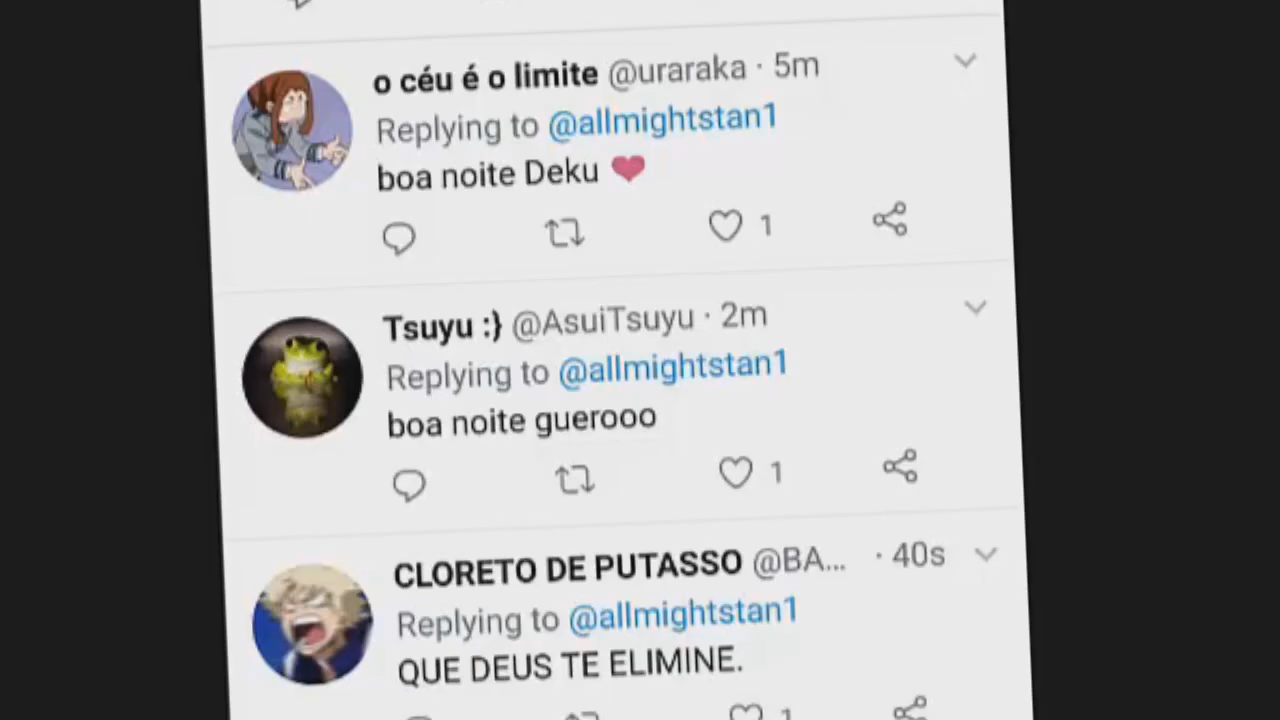 o céu é o limite @uraraka · 5m
Replying to @allmightstan1
boa noite Deku ❤
1
Tsuyu :} @AsuiTsuyu · 2m
Replying to @allmightstan1
boa noite guerooo
1
CLORETO DE PUTASSO @BA... · 40s
Replying to @allmightstan1
QUE DEUS TE ELIMINE.
1